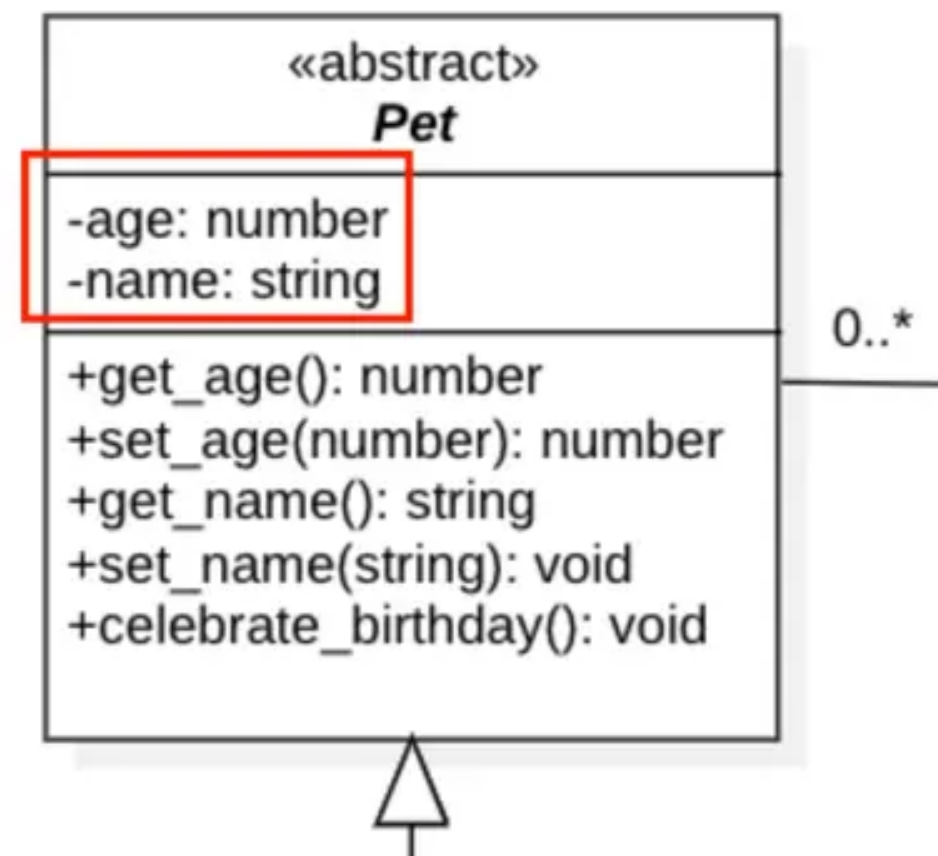 «abstract»
Pet
-age: number
-name: string
0..*
+get_age(): number
+set_age(number): number
+get_name(): string
+set_name(string): void
+celebrate_birthday(): void